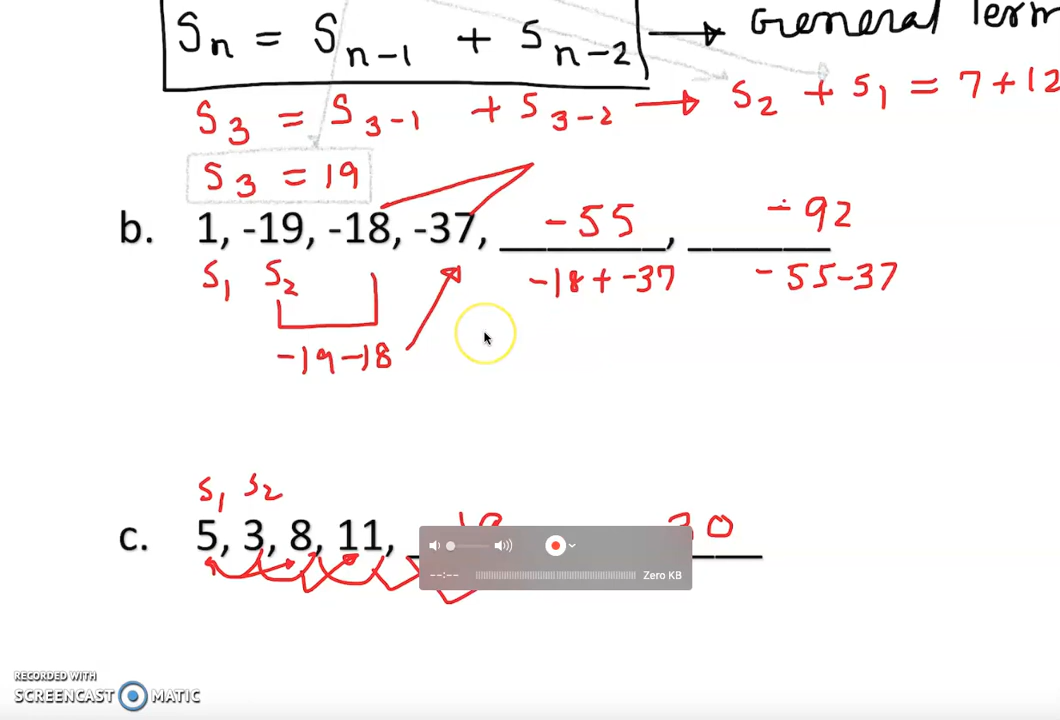 Sn = Sn-1 + Sn-2 → General Term
S3 = S3-1 + S3-2 → S2 + S1 = 7+12
S3 = 19
b. 1, -19, -18, -37, -55, -92
S1 S2 -18+-37 -55-37
-19-18
S1 S2
c. 5, 3, 8, 11, 30
--:-- Zero KB
RECORDED WITH
SCREENCAST MATIC